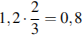 1,2 · 2/3 = 0,8